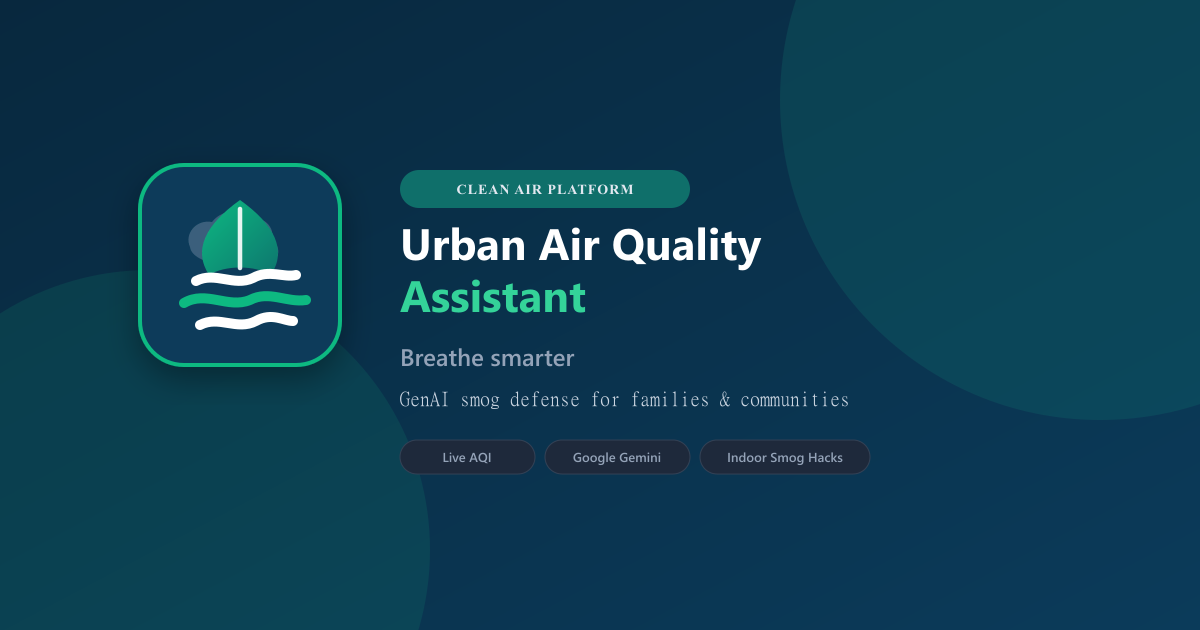 CLEAN AIR PLATFORM
Urban Air Quality
Assistant
Breathe smarter
GenAI smog defense for families & communities
Live AQI
Google Gemini
Indoor Smog Hacks